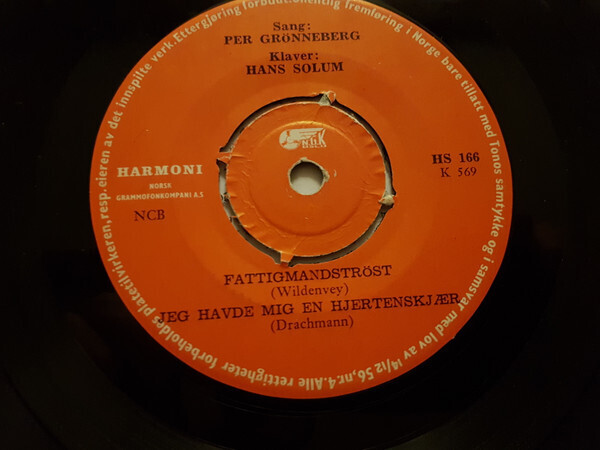 Sang:
PER GRÖNNEBERG
Klaver:
HANS SOLUM
HARMONI
NORSK
GRAMMOFONKOMPANI A.S
NCB
HS 166
K 569
FATTIGMANDSTRÖST
(Wildenvey)
JEG HAVDE MIG EN HJERTENSKJÆR
(Drachmann)
Alle rettigheter forbeholdes platetilvirkeren, resp. eieren av det innspilte verk. Ettergjøring forbudt. Offentlig fremføring i Norge bare tillatt med Tonos samtykke og i samsvar med lov av 14/12 56, nr. 4.